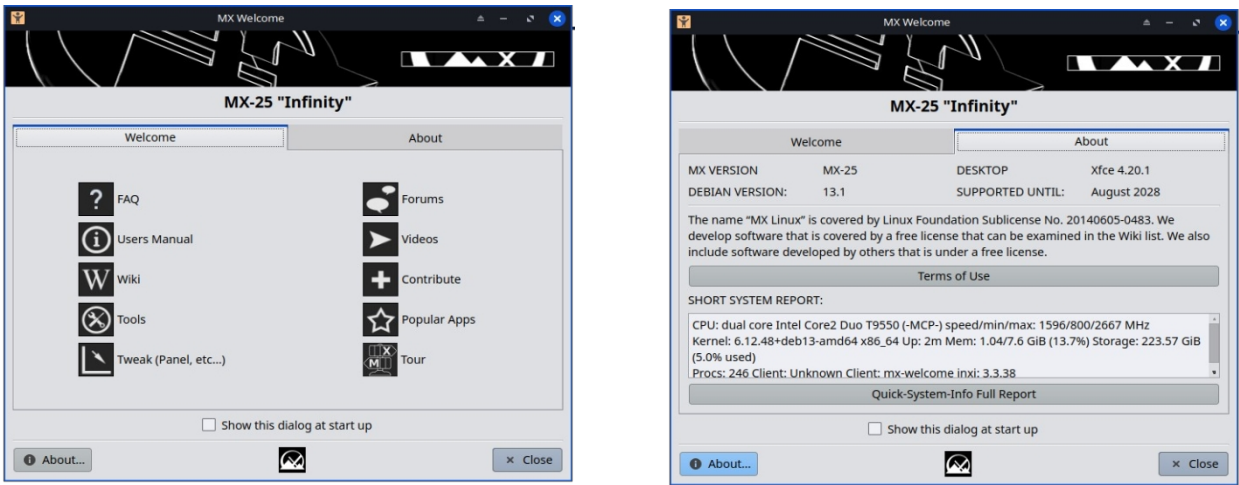 MX Welcome
MX
MX-25 "Infinity"
Welcome
About
FAQ
Forums
Users Manual
Videos
Wiki
Contribute
Tools
Popular Apps
Tweak (Panel, etc...)
Tour
Show this dialog at start up
About...
Close
MX Welcome
MX
MX-25 "Infinity"
Welcome
About
MX VERSION MX-25 DESKTOP Xfce 4.20.1
DEBIAN VERSION: 13.1 SUPPORTED UNTIL: August 2028
The name “MX Linux” is covered by Linux Foundation Sublicense No. 20140605-0483. We
develop software that is covered by a free license that can be examined in the Wiki list. We also
include software developed by others that is under a free license.
Terms of Use
SHORT SYSTEM REPORT:
CPU: dual core Intel Core2 Duo T9550 (-MCP-) speed/min/max: 1596/800/2667 MHz
Kernel: 6.12.48+deb13-amd64 x86_64 Up: 2m Mem: 1.04/7.6 GiB (13.7%) Storage: 223.57 GiB
(5.0% used)
Procs: 246 Client: Unknown Client: mx-welcome inxi: 3.3.38
Quick-System-Info Full Report
Show this dialog at start up
About...
Close